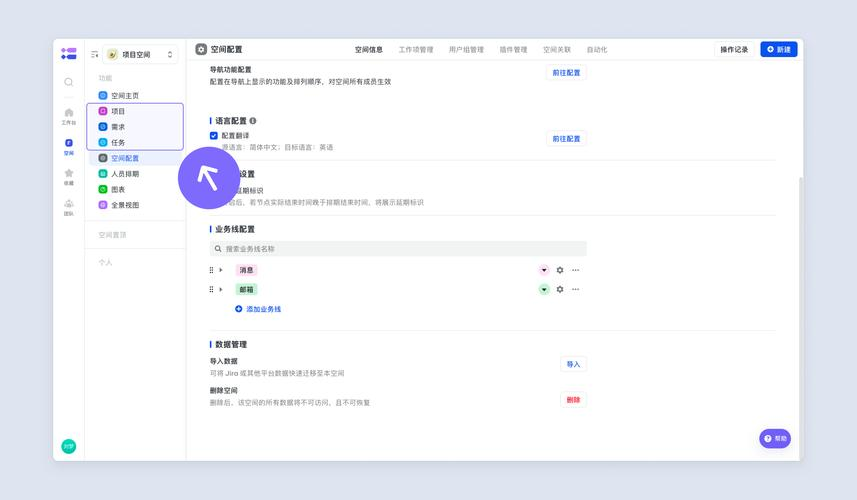 项目空间
空间配置
空间信息 工作项管理 用户组管理 插件管理 空间关联 自动化
操作记录
新建
工作台
空间
收藏
团队
功能
空间主页
项目
需求
任务
空间配置
人员排期
图表
全景视图
空间置顶
个人
导航功能配置
配置在导航上显示的功能及排列顺序，对空间所有成员生效
前往配置
语言配置
配置翻译
源语言：简体中文；目标语言：英语
前往配置
设置
延期标识
启后，若节点实际结束时间晚于排期结束时间，将展示延期标识
业务线配置
搜索业务线名称
消息
邮箱
添加业务线
数据管理
导入数据
可将 Jira 或其他平台数据快速迁移至本空间
导入
删除空间
删除后，该空间的所有数据将不可访问，且不可恢复
删除
帮助